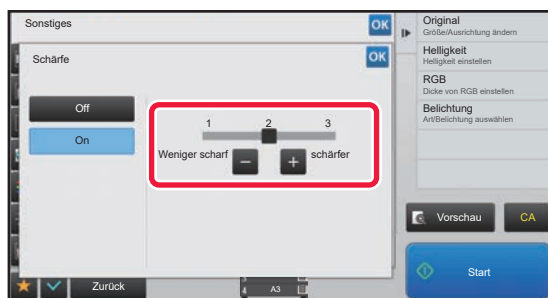 Sonstiges
OK
Schärfe
OK
Off
On
1 2 3
Weniger scharf
schärfer
Original
Größe/Ausrichtung ändern
Helligkeit
Helligkeit einstellen
RGB
Dicke von RGB einstellen
Belichtung
Art/Belichtung auswählen
Vorschau
CA
Start
Zurück
4 A3